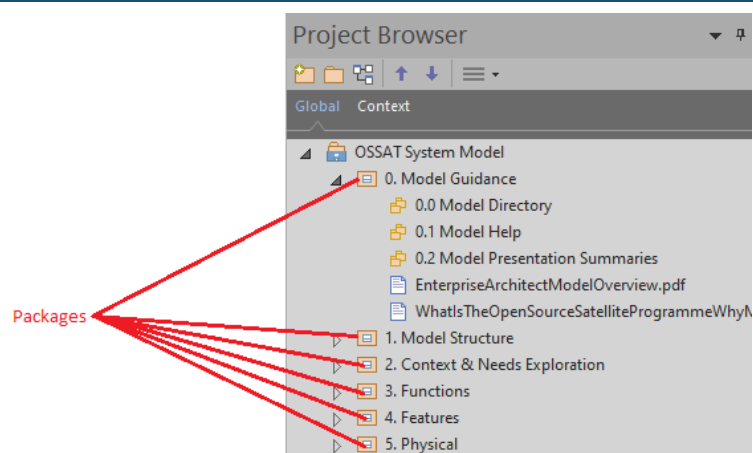 Project Browser
Global Context
OSSAT System Model
0. Model Guidance
0.0 Model Directory
0.1 Model Help
0.2 Model Presentation Summaries
EnterpriseArchitectModelOverview.pdf
WhatIsTheOpenSourceSatelliteProgrammeWhyM
Packages
1. Model Structure
2. Context & Needs Exploration
3. Functions
4. Features
5. Physical